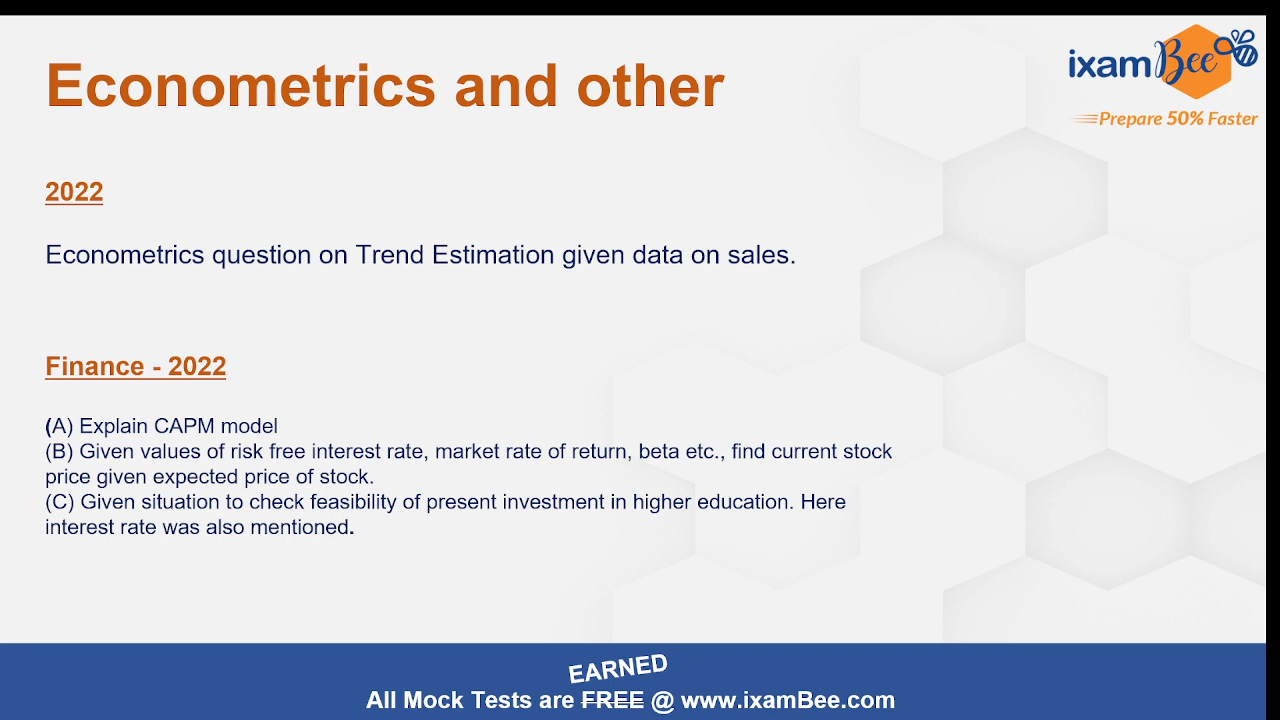 ixamBee
Prepare 50% Faster
Econometrics and other
2022
Econometrics question on Trend Estimation given data on sales.
Finance - 2022
(A) Explain CAPM model
(B) Given values of risk free interest rate, market rate of return, beta etc., find current stock
price given expected price of stock.
(C) Given situation to check feasibility of present investment in higher education. Here
interest rate was also mentioned.
EARNED
All Mock Tests are FREE @ www.ixamBee.com